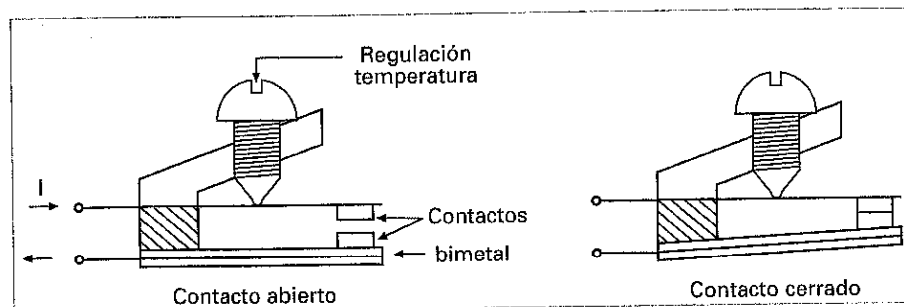 Regulación
temperatura
I
Contactos
bimetal
Contacto abierto
Contacto cerrado